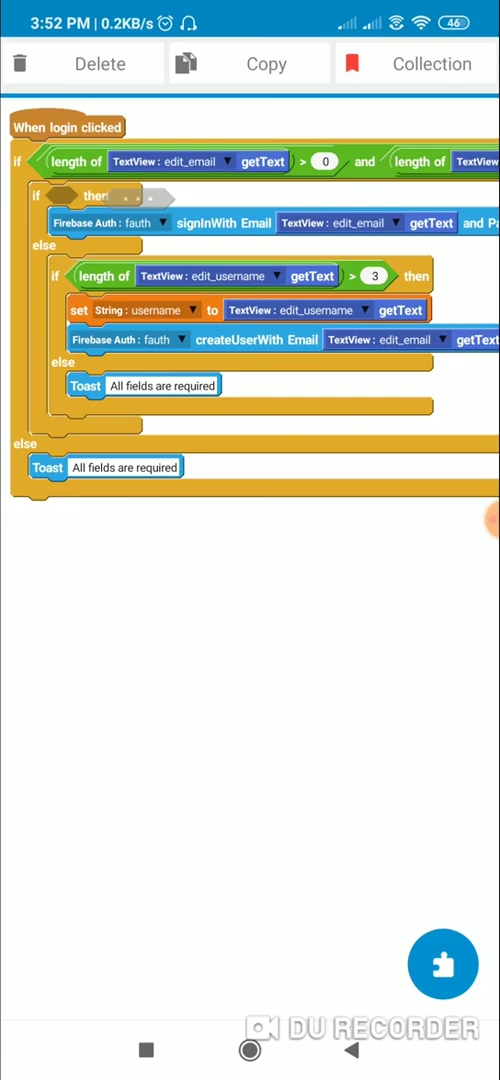 3:52 PM | 0.2KB/s 46
Delete Copy Collection
When login clicked
if length of TextView : edit_email getText > 0 and length of TextView
if then ...
Firebase Auth : fauth signInWith Email TextView : edit_email getText and Pa
else
if length of TextView : edit_username getText > 3 then
set String : username to TextView : edit_username getText
Firebase Auth : fauth createUserWith Email TextView : edit_email getText
else
Toast All fields are required
else
Toast All fields are required
DU RECORDER